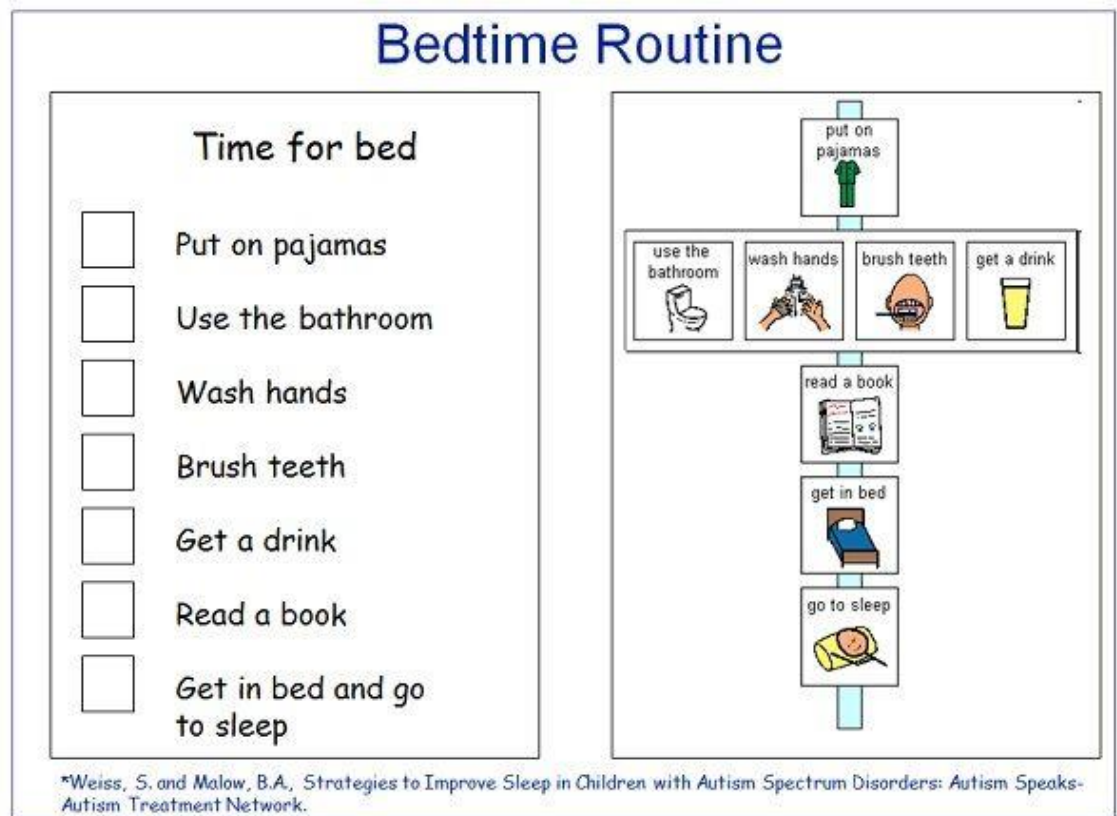 Bedtime Routine
Time for bed
Put on pajamas
Use the bathroom
Wash hands
Brush teeth
Get a drink
Read a book
Get in bed and go
to sleep
put on
pajamas
use the
bathroom
wash hands
brush teeth
get a drink
read a book
get in bed
go to sleep
*Weiss, S. and Malow, B.A., Strategies to Improve Sleep in Children with Autism Spectrum Disorders: Autism Speaks-
Autism Treatment Network.